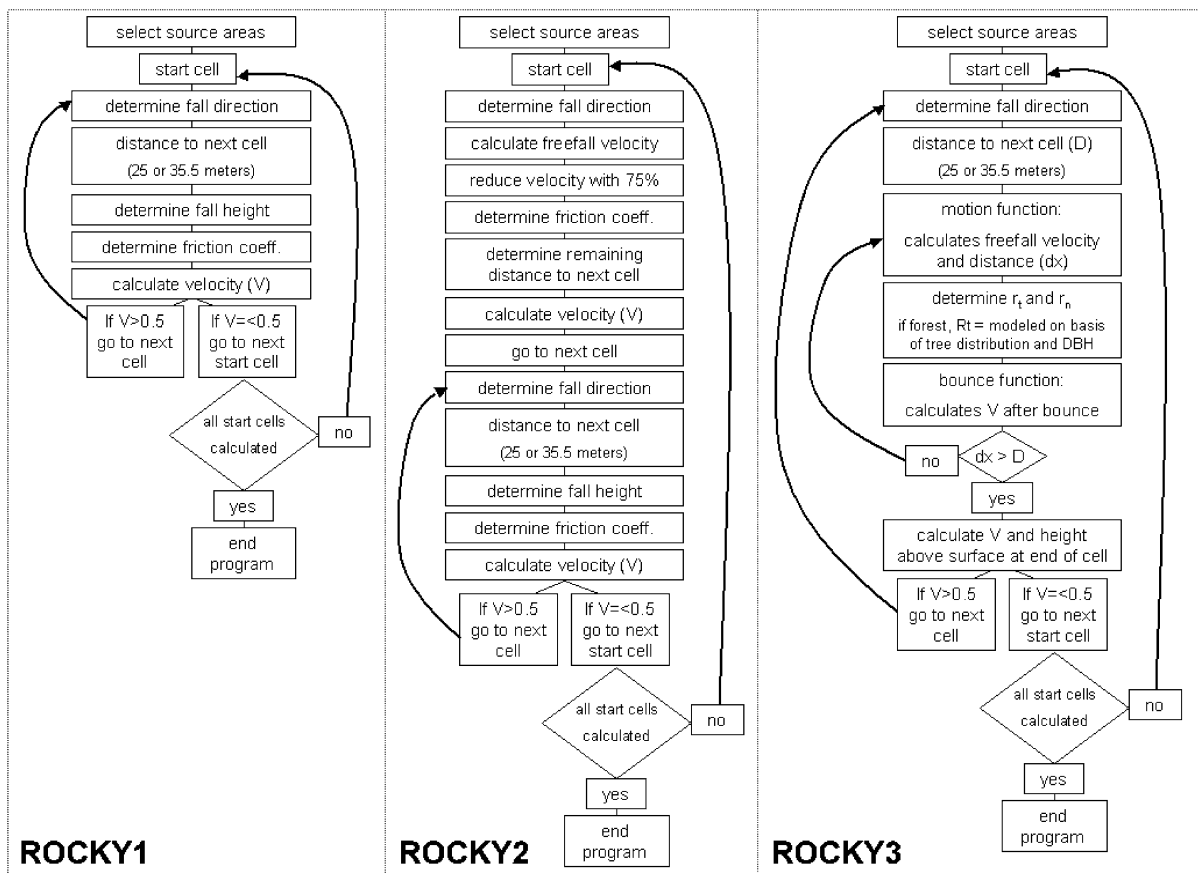 select source areas
start cell
determine fall direction
distance to next cell
(25 or 35.5 meters)
determine fall height
determine friction coeff.
calculate velocity (V)
If V>0.5
go to next
cell
If V=<0.5
go to next
start cell
all start cells
calculated
no
yes
end
program
ROCKY1
select source areas
start cell
determine fall direction
calculate freefall velocity
reduce velocity with 75%
determine friction coeff.
determine remaining
distance to next cell
calculate velocity (V)
go to next cell
determine fall direction
distance to next cell
(25 or 35.5 meters)
determine fall height
determine friction coeff.
calculate velocity (V)
If V>0.5
go to next
cell
If V=<0.5
go to next
start cell
all start cells
calculated
no
yes
end
program
ROCKY2
select source areas
start cell
determine fall direction
distance to next cell (D)
(25 or 35.5 meters)
motion function:
calculates freefall velocity
and distance (dx)
determine rt and rn
if forest, Rt = modeled on basis
of tree distribution and DBH
bounce function:
calculates V after bounce
no
dx > D
yes
calculate V and height
above surface at end of cell
If V>0.5
go to next
cell
If V=<0.5
go to next
start cell
all start cells
calculated
no
yes
end
program
ROCKY3